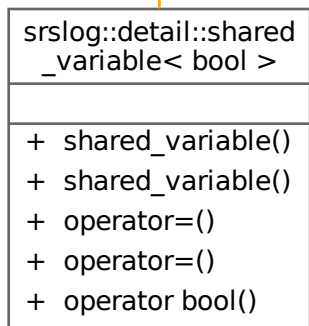 srslog::detail::shared
_variable< bool >
+ shared_variable()
+ shared_variable()
+ operator=()
+ operator=()
+ operator bool()